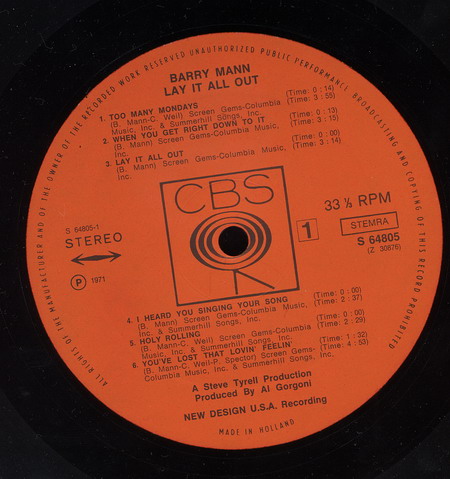 ALL RIGHTS OF THE MANUFACTURER AND OF THE OWNER OF THE RECORDED WORK RESERVED UNAUTHORIZED PUBLIC PERFORMANCE BROADCASTING AND COPYING OF THIS RECORD PROHIBITED
BARRY MANN
LAY IT ALL OUT
1. TOO MANY MONDAYS (Time: 0:14)
(B. Mann-C. Weil) Screen Gems-Columbia (Time: 3:55)
Music, Inc. & Summerhill Songs, Inc.
2. WHEN YOU GET RIGHT DOWN TO IT (Time: 0:13)
(B. Mann) Screen Gems-Columbia Music, (Time: 3:15)
Inc.
3. LAY IT ALL OUT (Time: 0:00)
(B. Mann) Screen Gems-Columbia Music, (Time: 3:14)
Inc.
CBS
S 64805-1
STEREO
P 1971
33 ⅓ RPM
1
STEMRA
S 64805
(Z 30876)
4. I HEARD YOU SINGING YOUR SONG (Time: 0:00)
(B. Mann) Screen Gems-Columbia Music, (Time: 2:37)
Inc. & Summerhill Songs, Inc.
5. HOLY ROLLING (Time: 0:00)
(B. Mann-C. Weil) Screen Gems-Columbia (Time: 2:29)
Music, Inc. & Summerhill Songs, Inc.
6. YOU'VE LOST THAT LOVIN' FEELIN' (Time: 1:32)
(B. Mann-C. Weil-P. Spector) Screen Gems- (Time: 4:53)
Columbia Music, Inc. & Summerhill Songs, Inc.
A Steve Tyrell Production
Produced By Al Gorgoni
NEW DESIGN U.S.A. Recording
MADE IN HOLLAND